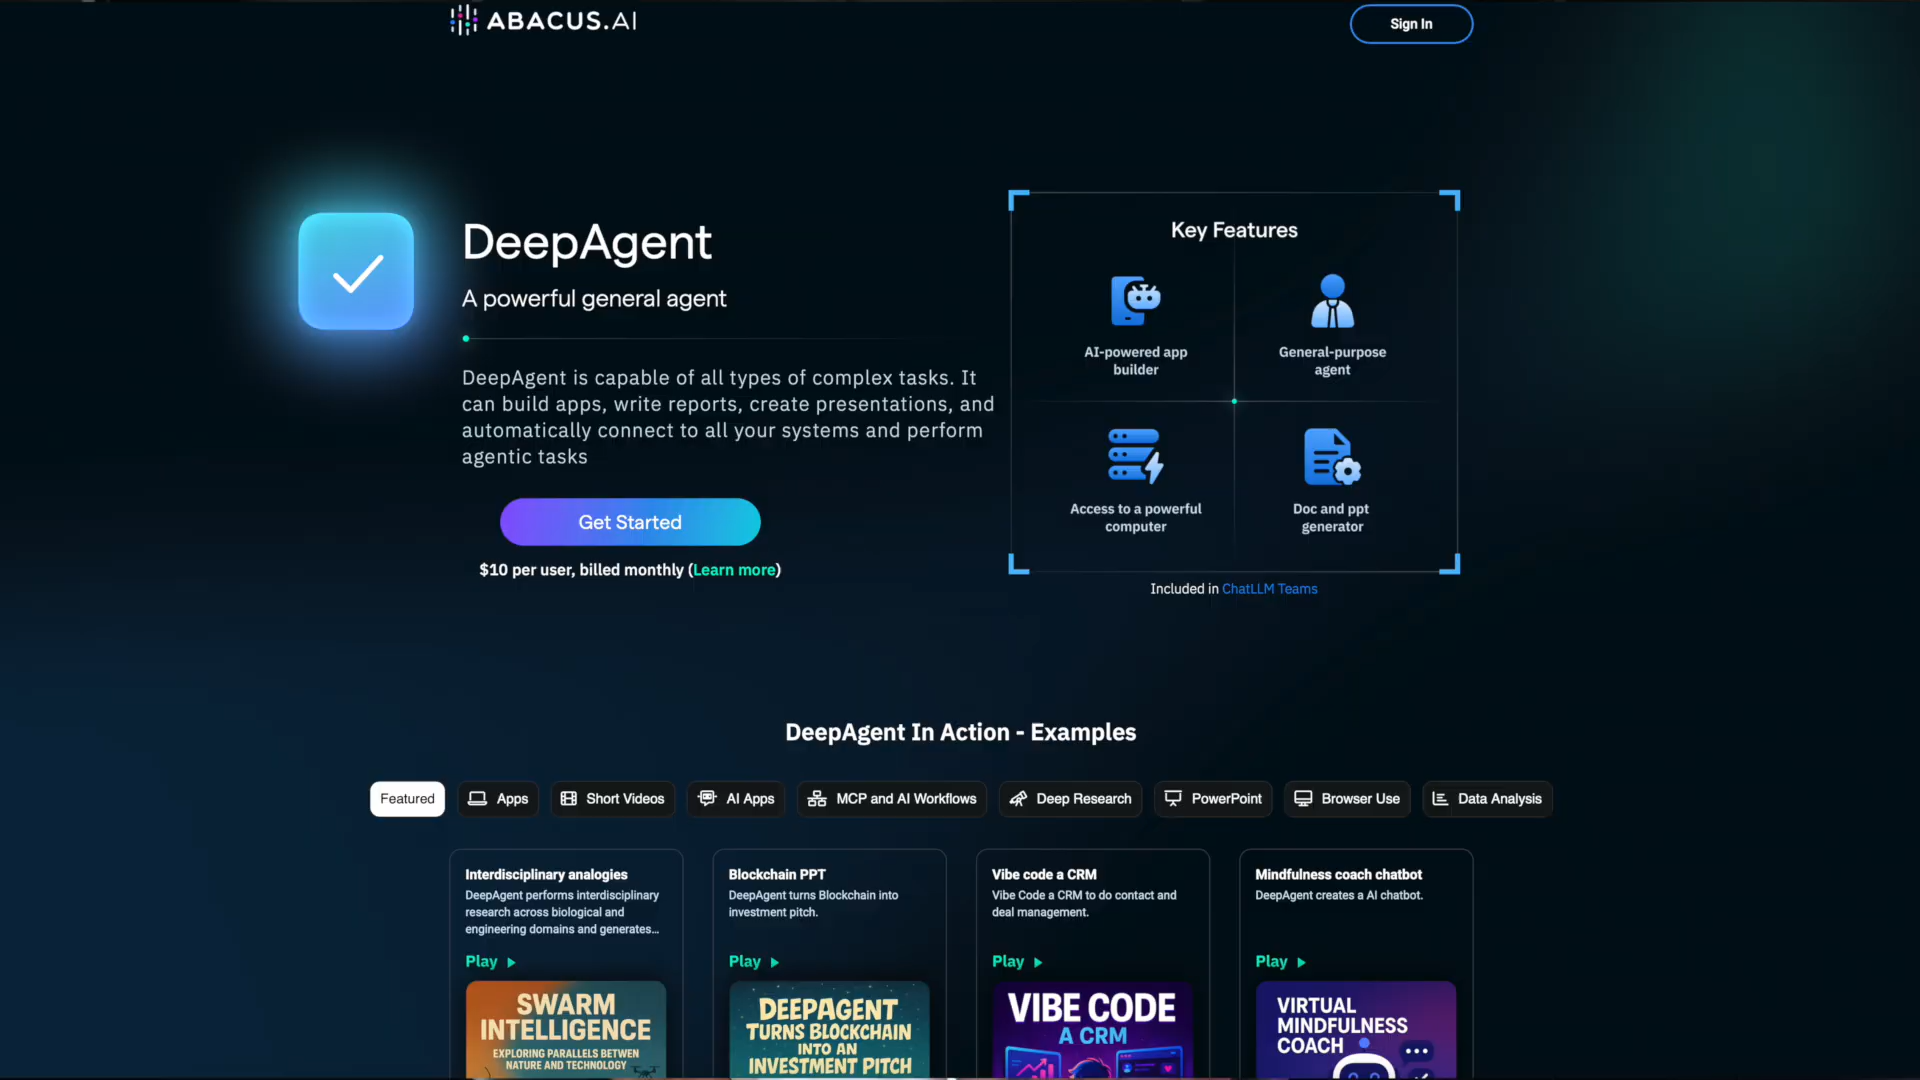 ABACUS.AI
Sign In
DeepAgent
A powerful general agent
DeepAgent is capable of all types of complex tasks. It
can build apps, write reports, create presentations, and
automatically connect to all your systems and perform
agentic tasks
Get Started
$10 per user, billed monthly (Learn more)
Key Features
AI-powered app
builder
General-purpose
agent
Access to a powerful
computer
Doc and ppt
generator
Included in ChatLLM Teams
DeepAgent In Action - Examples
Featured
Apps
Short Videos
AI Apps
MCP and AI Workflows
Deep Research
PowerPoint
Browser Use
Data Analysis
Interdisciplinary analogies
DeepAgent performs interdisciplinary
research across biological and
engineering domains and generates...
Play
SWARM
INTELLIGENCE
EXPLORING PARALLELS BETWEN
NATURE AND TECHNOLOGY
Blockchain PPT
DeepAgent turns Blockchain into
investment pitch.
Play
DEEPAGENT
TURNS BLOCKCHAIN
INTO AN
INVESTMENT PITCH
Vibe code a CRM
Vibe Code a CRM to do contact and
deal management.
Play
VIBE CODE
A CRM
Mindfulness coach chatbot
DeepAgent creates a AI chatbot.
Play
VIRTUAL
MINDFULNESS
COACH